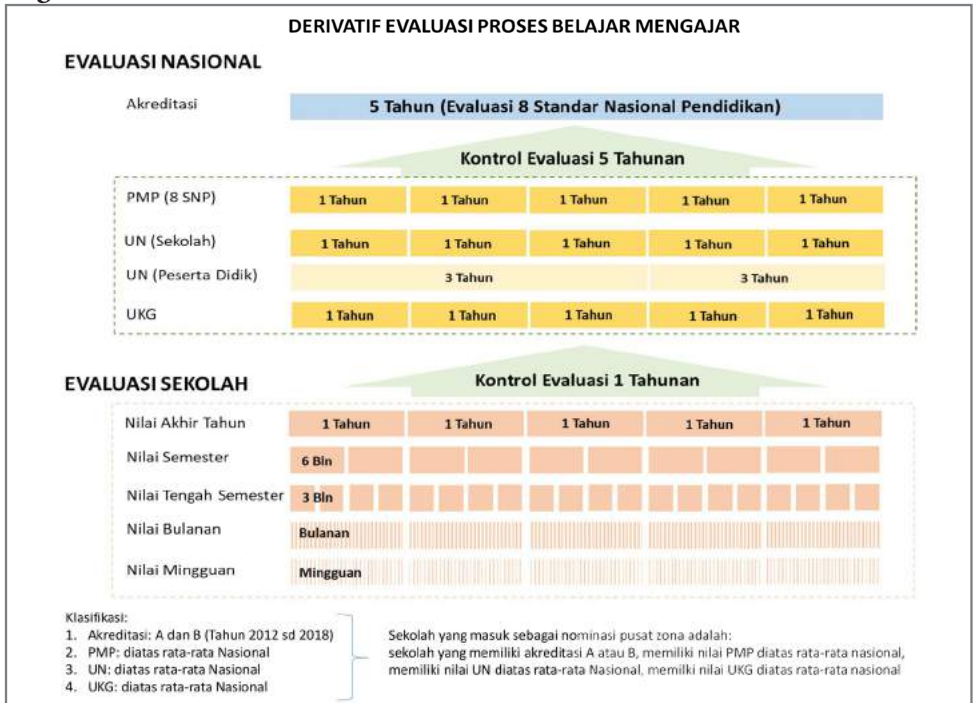 DERIVATIF EVALUASI PROSES BELAJAR MENGAJAR
EVALUASI NASIONAL
Akreditasi
5 Tahun (Evaluasi 8 Standar Nasional Pendidikan)
Kontrol Evaluasi 5 Tahunan
PMP (8 SNP) 1 Tahun 1 Tahun 1 Tahun 1 Tahun 1 Tahun
UN (Sekolah) 1 Tahun 1 Tahun 1 Tahun 1 Tahun 1 Tahun
UN (Peserta Didik) 3 Tahun 3 Tahun
UKG 1 Tahun 1 Tahun 1 Tahun 1 Tahun 1 Tahun
Kontrol Evaluasi 1 Tahunan
EVALUASI SEKOLAH
Nilai Akhir Tahun 1 Tahun 1 Tahun 1 Tahun 1 Tahun 1 Tahun
Nilai Semester 6 Bln
Nilai Tengah Semester 3 Bln
Nilai Bulanan Bulanan
Nilai Mingguan Mingguan
Klasifikasi:
1. Akreditasi: A dan B (Tahun 2012 sd 2018)
2. PMP: diatas rata-rata Nasional
3. UN: diatas rata-rata Nasional
4. UKG: diatas rata-rata Nasional
Sekolah yang masuk sebagai nominasi pusat zona adalah:
sekolah yang memiliki akreditasi A atau B, memiliki nilai PMP diatas rata-rata nasional,
memiliki nilai UN diatas rata-rata Nasional, memilki nilai UKG diatas rata-rata nasional